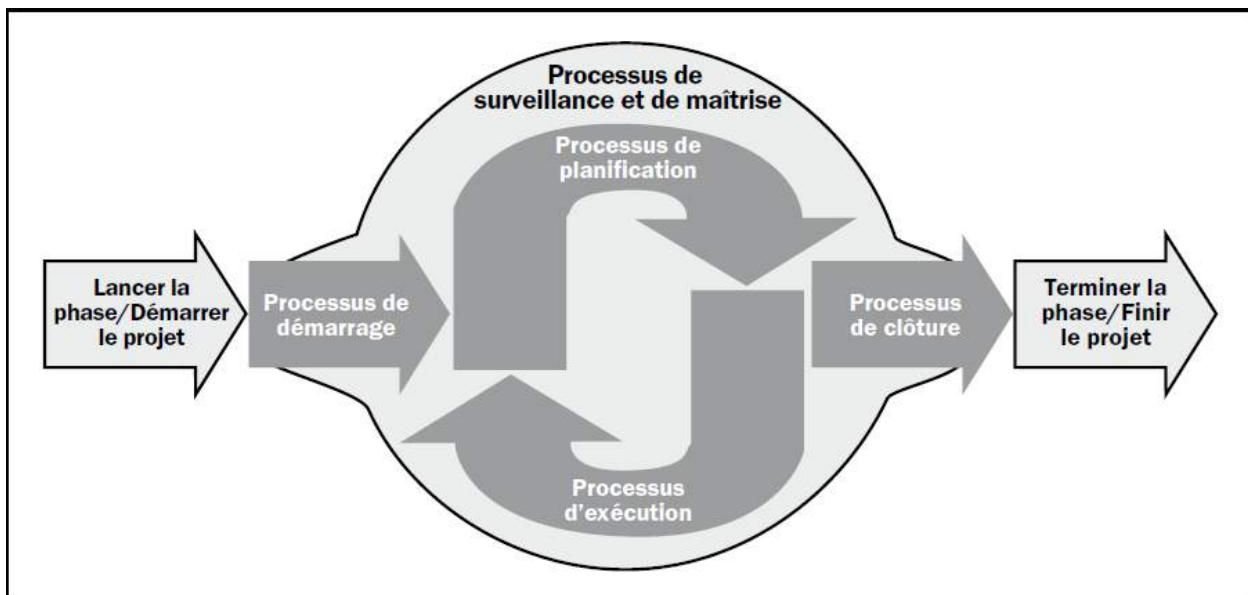 Processus de
surveillance et de maîtrise
Processus de
planification
Lancer la
phase/Démarrer
le projet
Processus de
démarrage
Processus
de clôture
Terminer la
phase/Finir
le projet
Processus
d'exécution